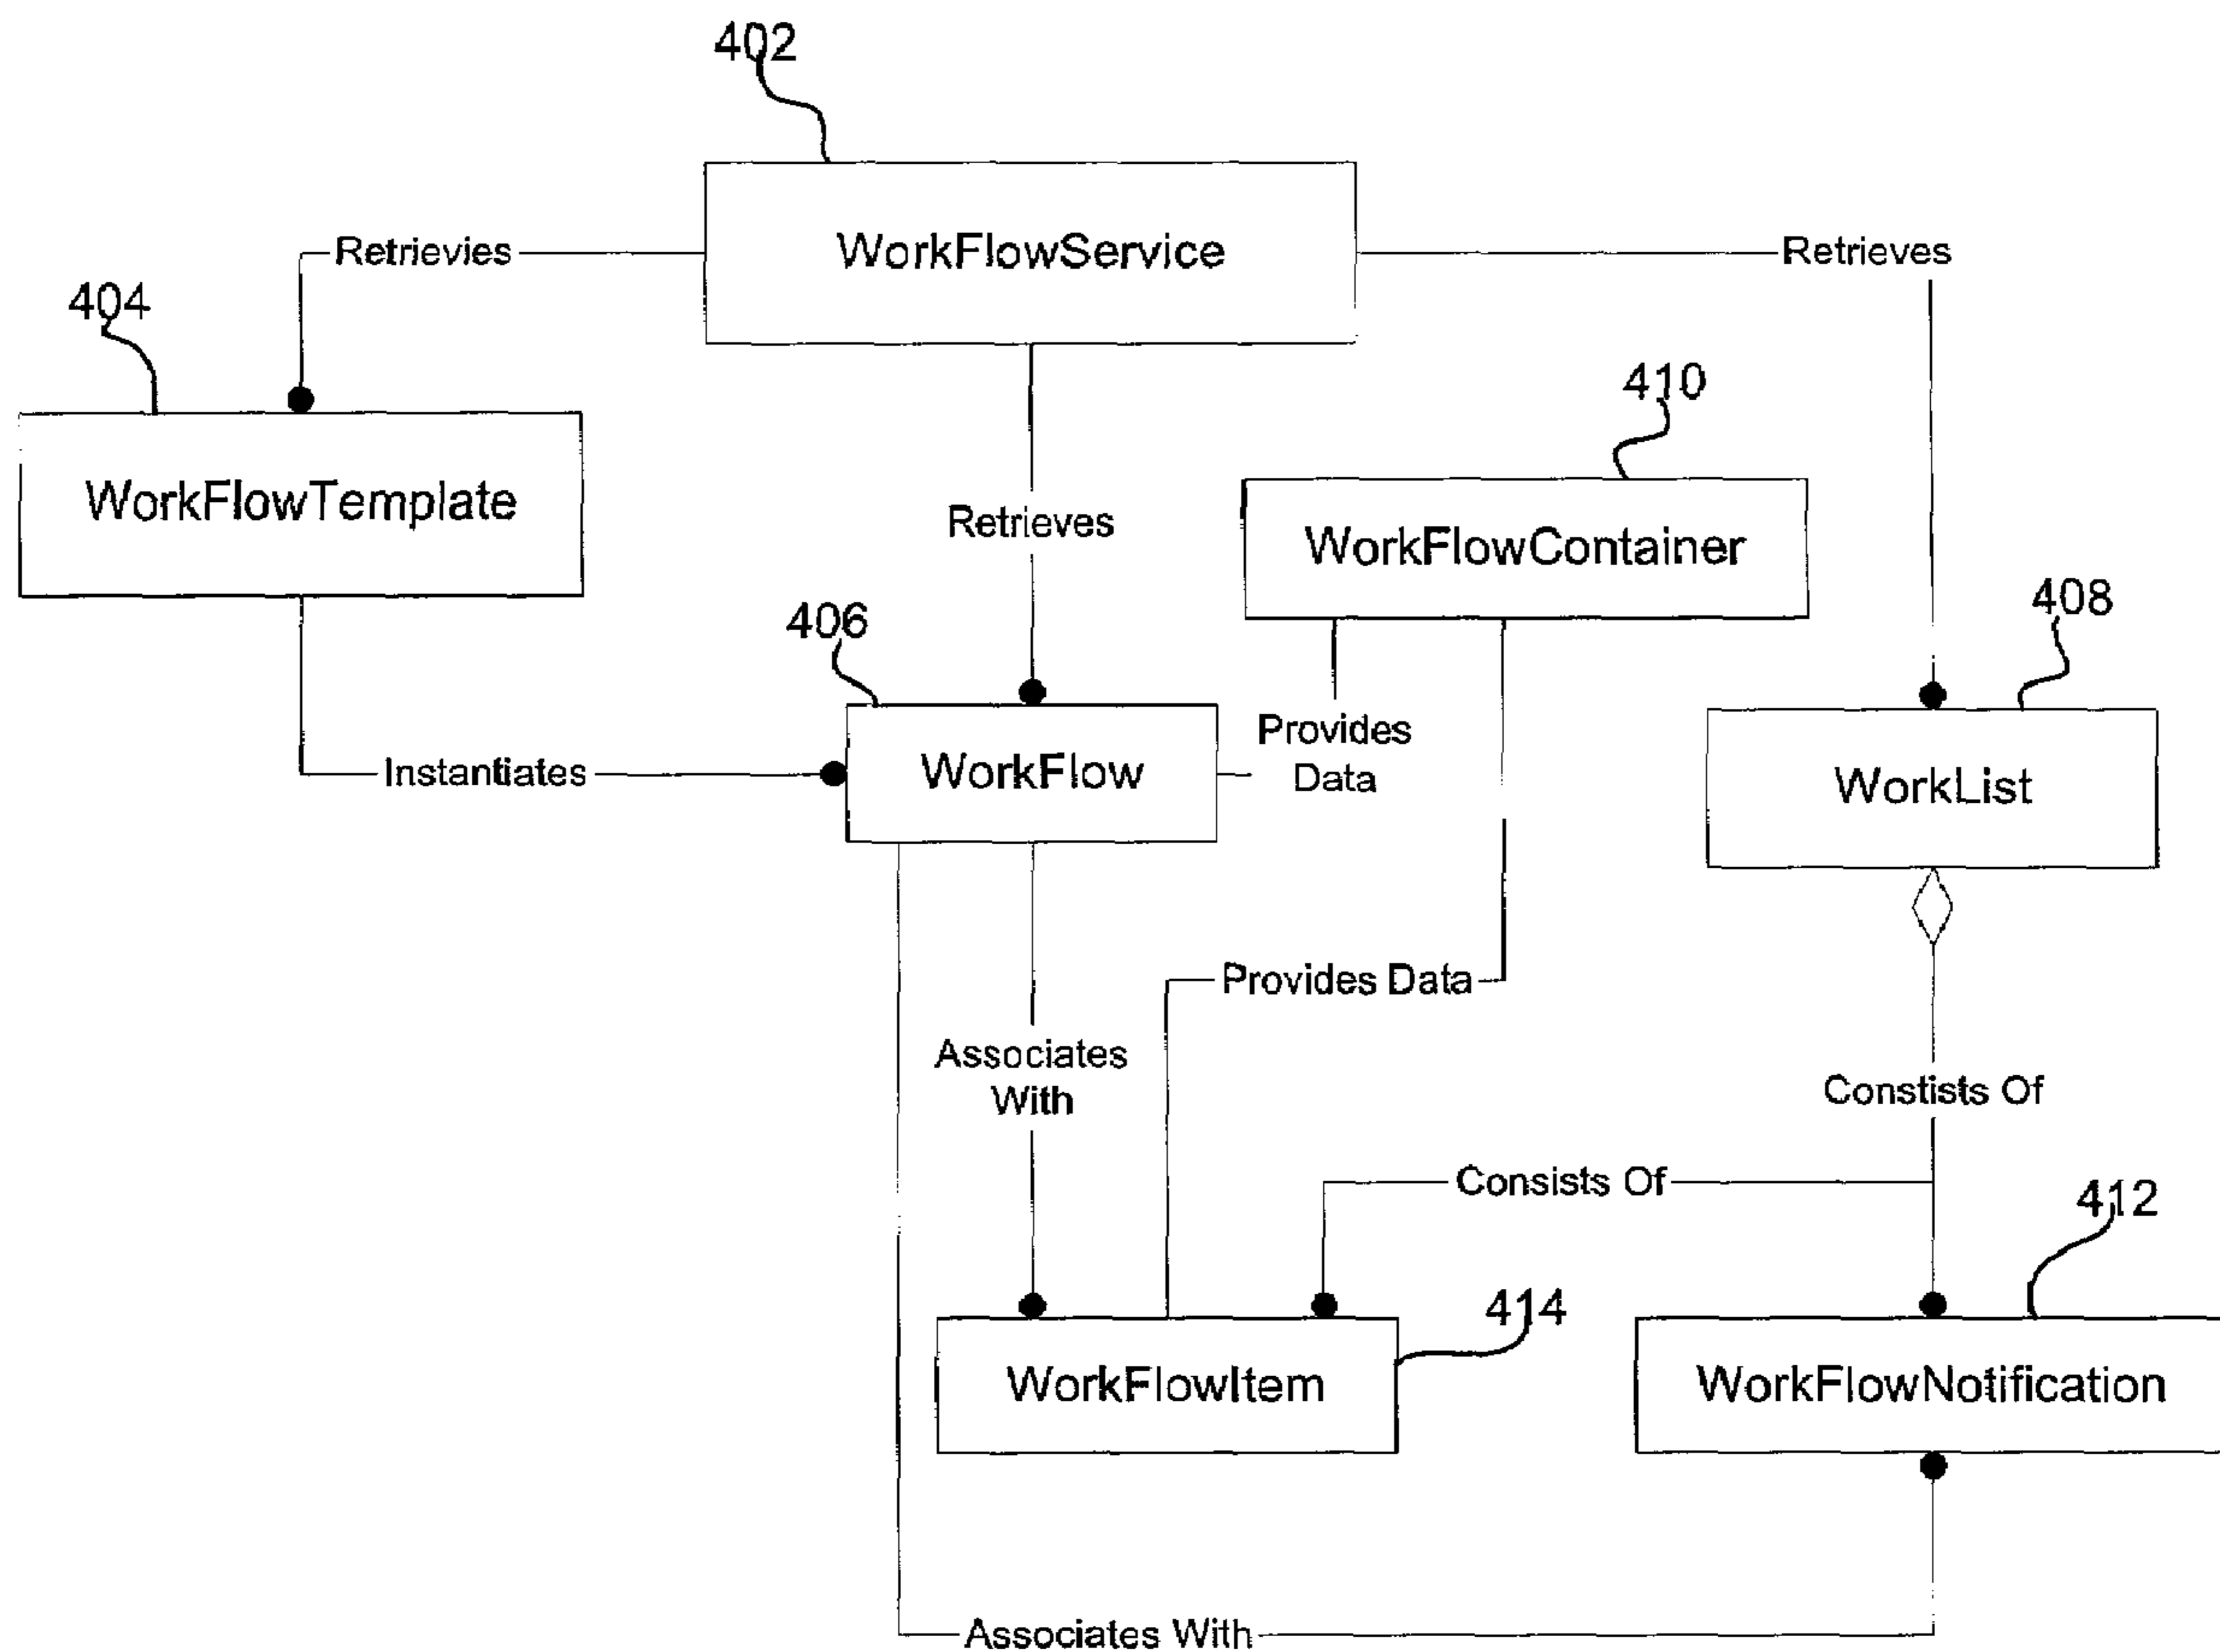 402
WorkFlowService
Retrievies
Retrieves
404
410
WorkFlowTemplate
Retrieves
WorkFlowContainer
408
406
Provides
Data
WorkFlow
Instantiates
WorkList
Provides Data
Associates
With
Constists Of
Consists Of
412
414
WorkFlowItem
WorkFlowNotification
Associates With